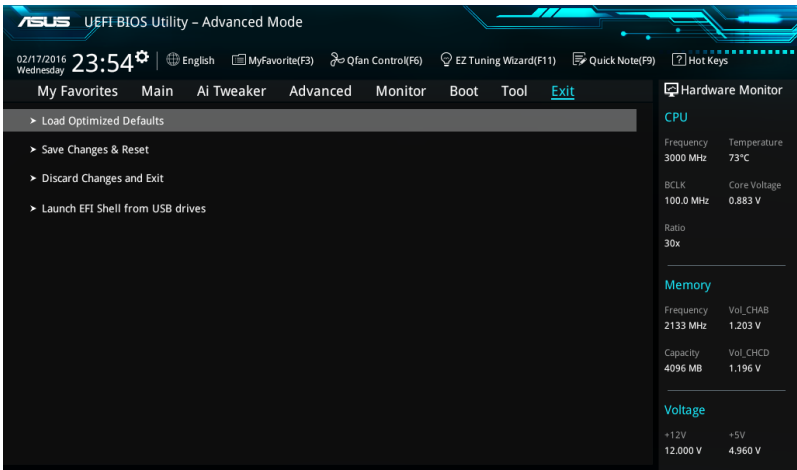 ASUS UEFI BIOS Utility – Advanced Mode
02/17/2016
Wednesday
23:54
English
MyFavorite(F3)
Qfan Control(F6)
EZ Tuning Wizard(F11)
Quick Note(F9)
? Hot Keys
My Favorites Main Ai Tweaker Advanced Monitor Boot Tool Exit
Load Optimized Defaults
Save Changes & Reset
Discard Changes and Exit
Launch EFI Shell from USB drives
Hardware Monitor
CPU
Frequency Temperature
3000 MHz 73°C
BCLK Core Voltage
100.0 MHz 0.883 V
Ratio
30x
Memory
Frequency Vol_CHAB
2133 MHz 1.203 V
Capacity Vol_CHCD
4096 MB 1.196 V
Voltage
+12V +5V
12.000 V 4.960 V